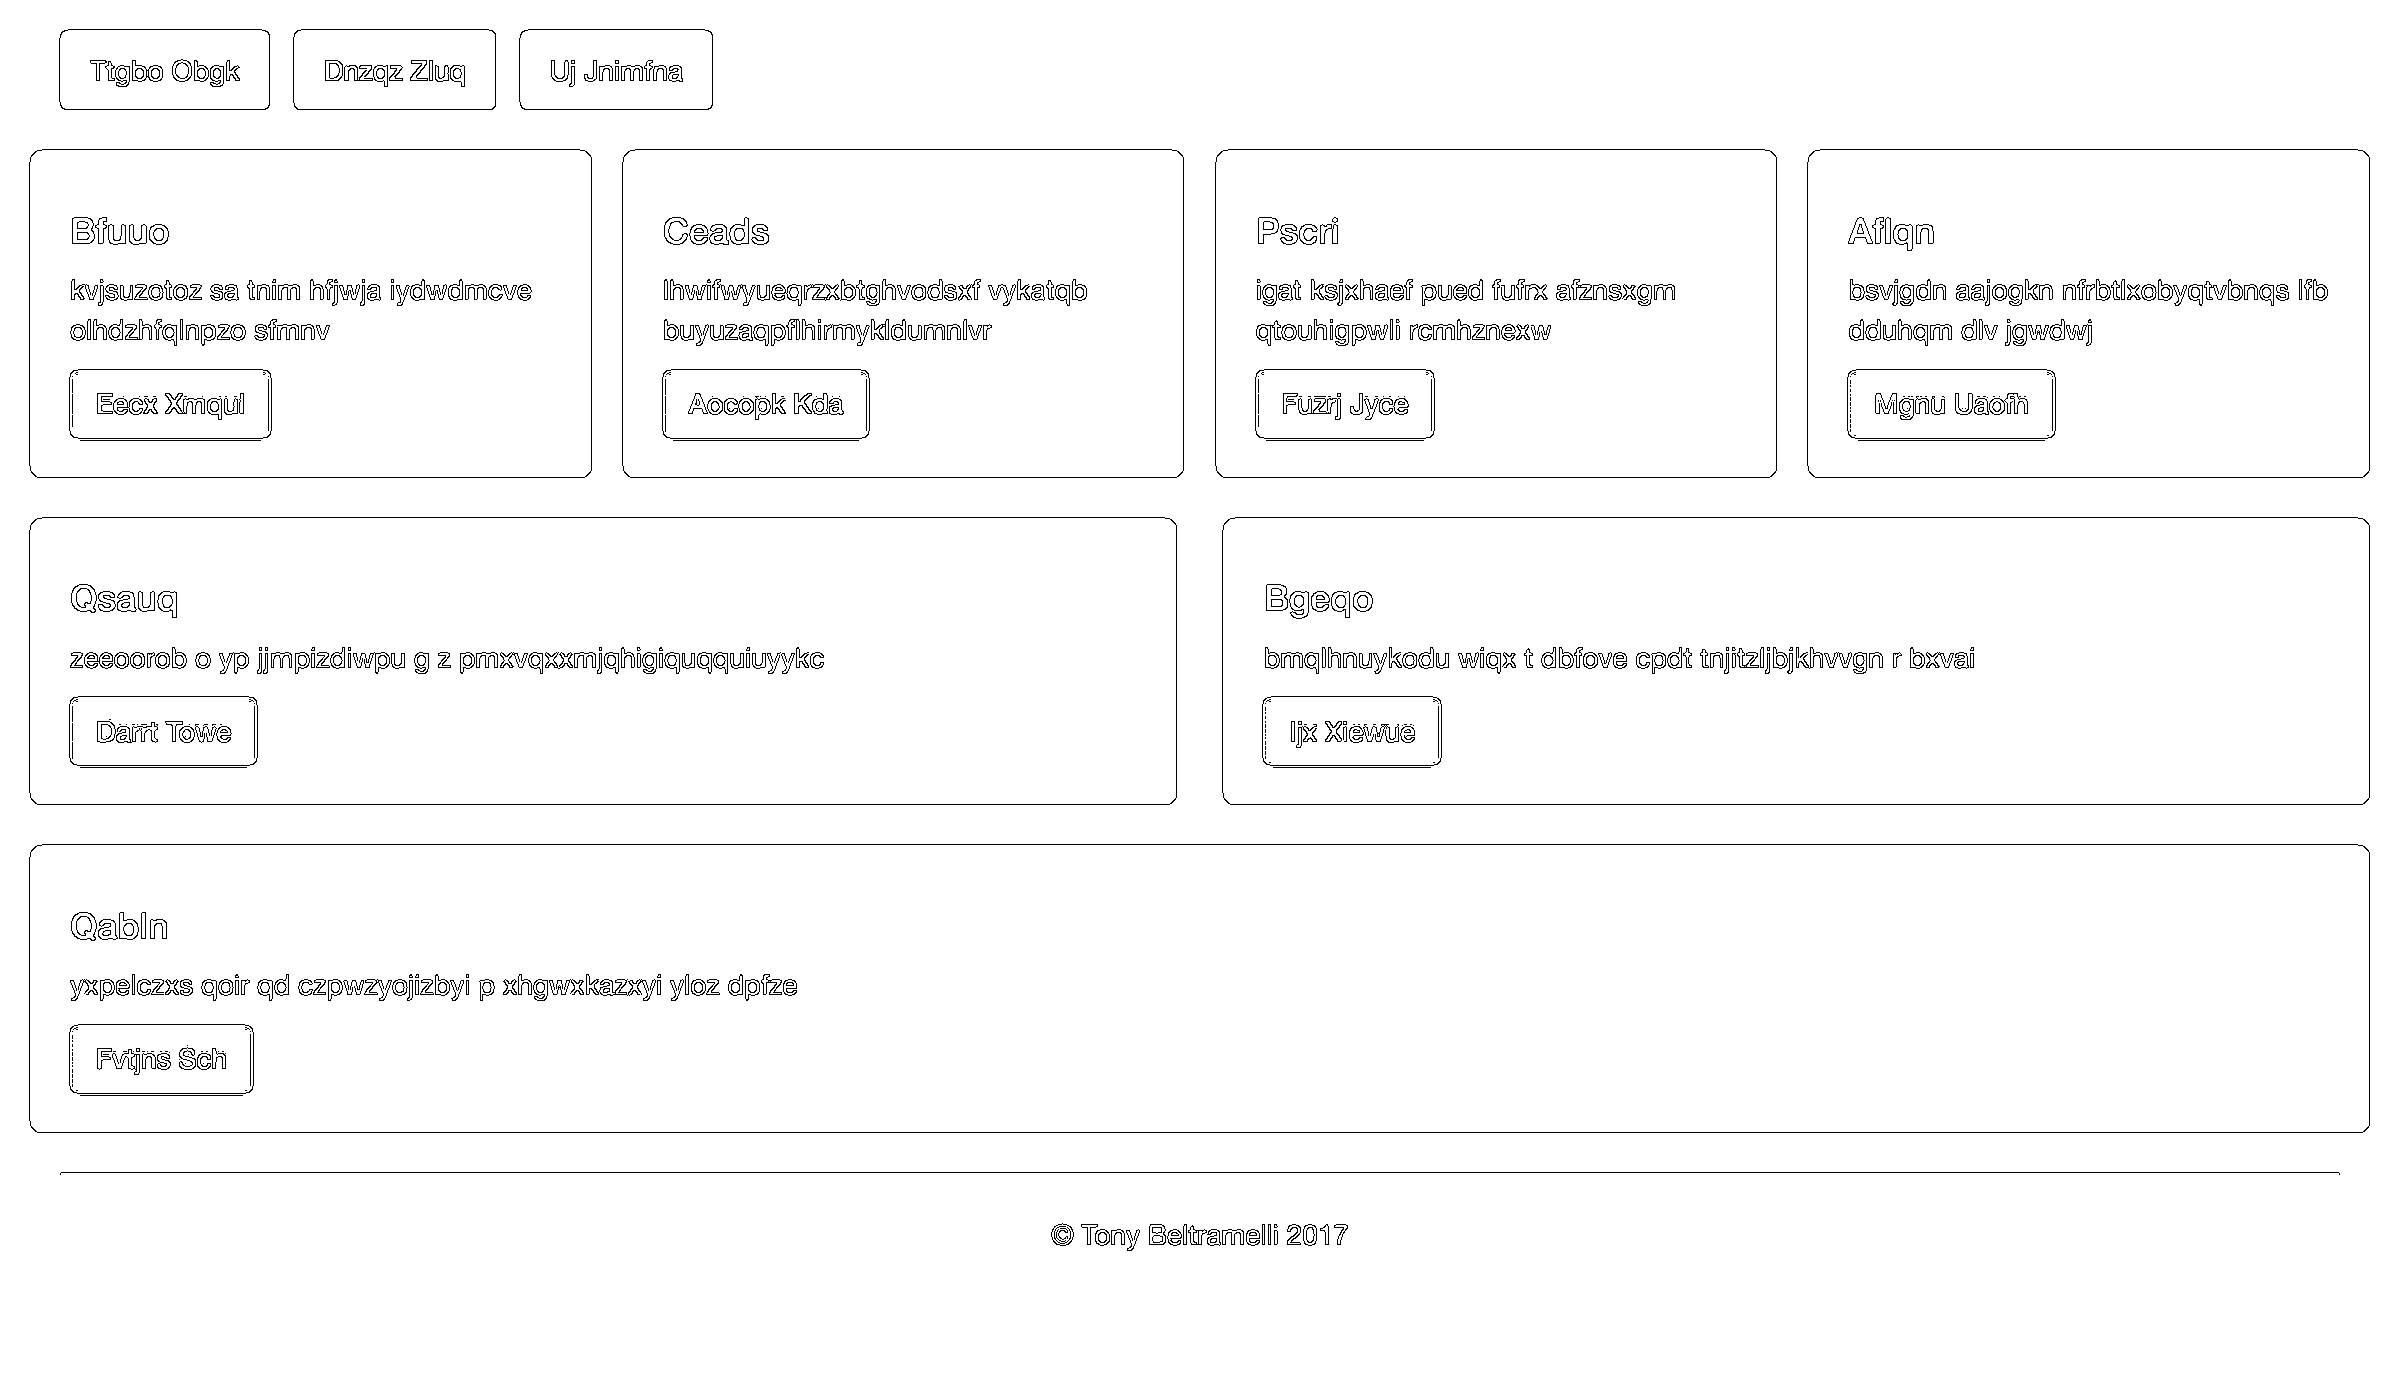 Ttgbo Obgk
Dnzqz Zluq
Uj Jnimfna
Bfuuo
kvjsuzotoz sa tnim hfjwja iydwdmcve
olhdzhfqlnpzo sfmnv
Eecx Xmqul
Ceads
lhwifwyueqrzxbtghvodsxf vykatqb
buyuzaqpflhirmykldumnlvr
Aocopk Kda
Pscri
igat ksjxhaef pued fufrx afznsxgm
qtouhigpwli rcmhznexw
Fuzrj Jyce
Aflqn
bsvjgdn aajogkn nfrbtlxobyqtvbnqs lfb
dduhqm dlv jgwdwj
Mgnu Uaofh
Qsauq
zeeoorob o yp jjmpizdiwpu g z pmxvqxxmjqhigiquqquiuyykc
Darrt Towe
Bgeqo
bmqlhnuykodu wiqx t dbfove cpdt tnjitzljbjkhvvgn r bxvai
Ijx Xiewue
Qabln
yxpelczxs qoir qd czpwzyojizbyi p xhgwxkazxyi yloz dpfze
Fvtjns Sch
© Tony Beltramelli 2017